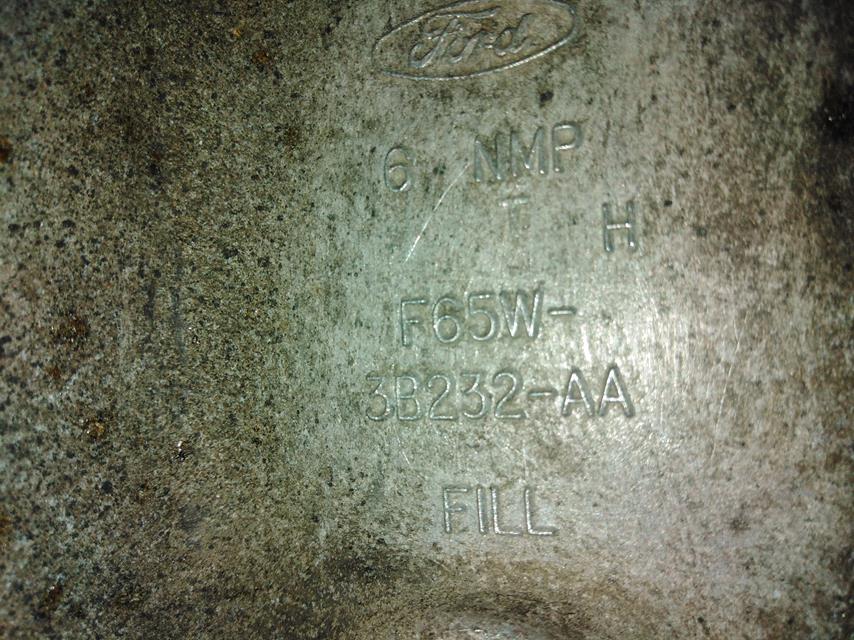 Ford
6 NMP
T H
F65W-
3B232-AA
FILL